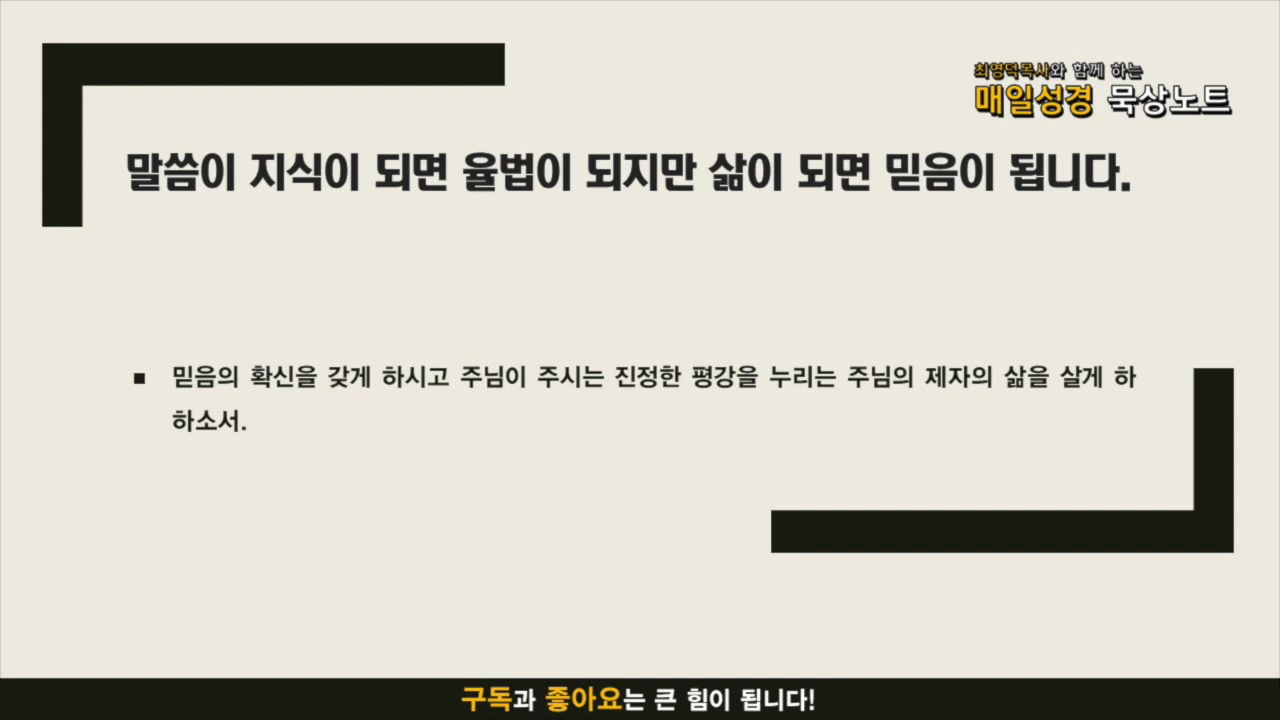 최영덕목사와 함께 하는
매일성경 묵상노트
말씀이 지식이 되면 율법이 되지만 삶이 되면 믿음이 됩니다.
■ 믿음의 확신을 갖게 하시고 주님이 주시는 진정한 평강을 누리는 주님의 제자의 삶을 살게 하
하소서.
구독과 좋아요는 큰 힘이 됩니다!